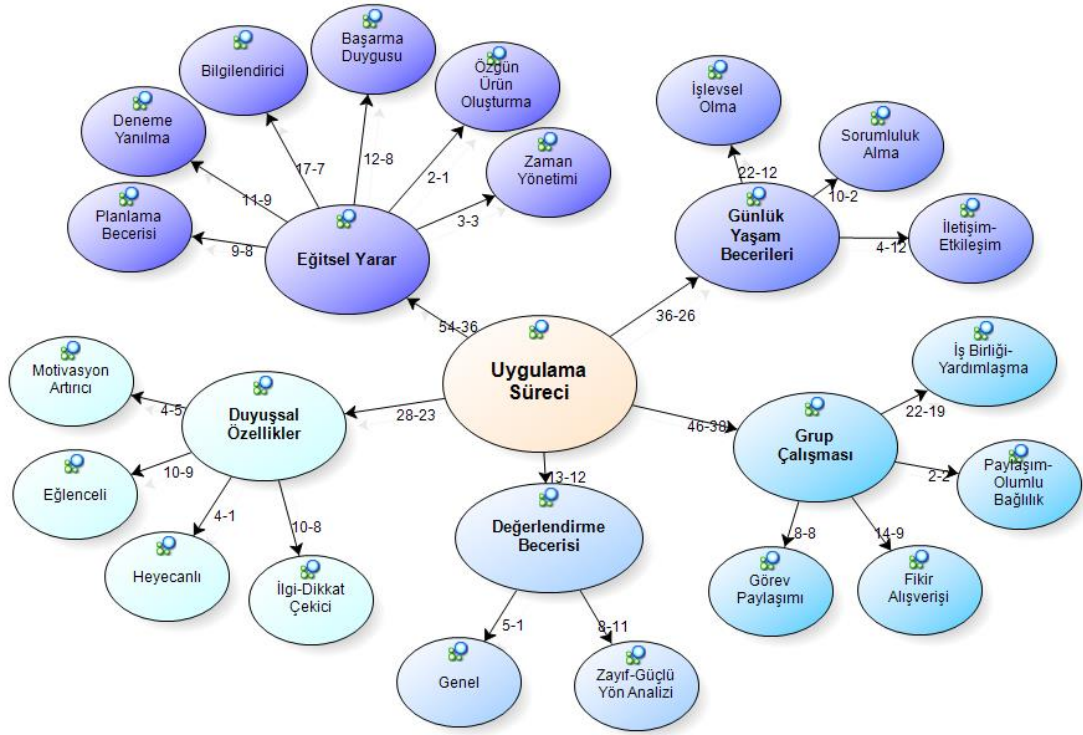 Başarma
Duygusu
Bilgilendirici
Özgün
Ürün
Oluşturma
Deneme
Yanılma
Zaman
Yönetimi
Planlama
Becerisi
17-7
12-8
2-1
11-9
3-3
9-8
Eğitsel Yarar
İşlevsel
Olma
Sorumluluk
Alma
22-12
10-2
Günlük
Yaşam
Becerileri
4-12
İletişim-
Etkileşim
54-36
36-26
Uygulama
Süreci
Motivasyon
Artırıcı
4-5
Duyuşsal
Özellikler
28-23
10-9
Eğlenceli
4-1
10-8
Heyecanlı
İlgi-Dikkat
Çekici
46-38
Grup
Çalışması
22-19
İş Birliği-
Yardımlaşma
2-2
Paylaşım-
Olumlu
Bağlılık
8-8
14-9
Görev
Paylaşımı
Fikir
Alışverişi
13-12
Değerlendirme
Becerisi
5-1
8-11
Genel
Zayıf-Güçlü
Yön Analizi